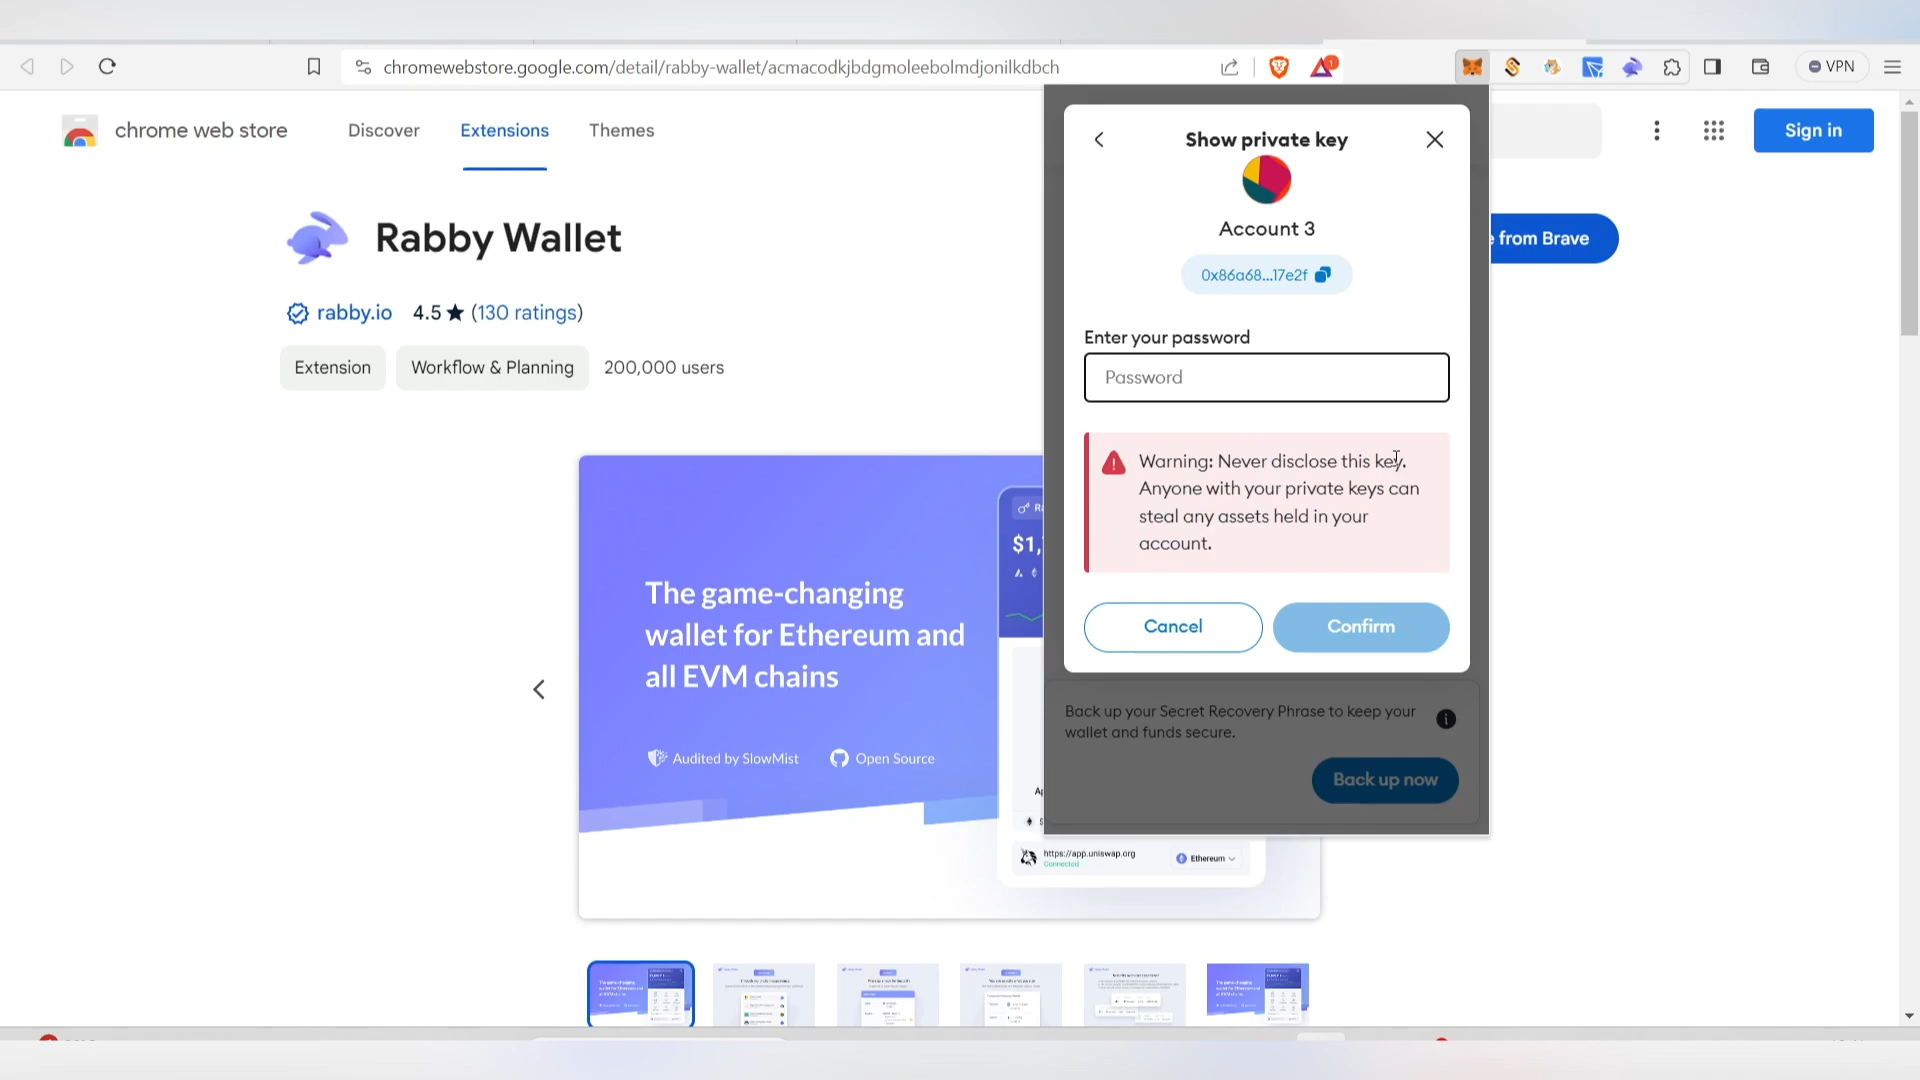 chromewebstore.google.com/detail/rabby-wallet/acmacodkjbdgmoleebolmdjonilkdbch
1
VPN
chrome web store
Discover
Extensions
Themes
Sign in
Rabby Wallet
from Brave
rabby.io 4.5 ★ (130 ratings)
Extension
Workflow & Planning
200,000 users
Show private key
Account 3
0x86a68...17e2f
Enter your password
Password
Warning: Never disclose this key.
Anyone with your private keys can
steal any assets held in your
account.
Cancel
Confirm
Back up your Secret Recovery Phrase to keep your
wallet and funds secure.
Back up now
The game-changing
wallet for Ethereum and
all EVM chains
Audited by SlowMist
Open Source
$1,
https://app.uniswap.org
Connected
Ethereum